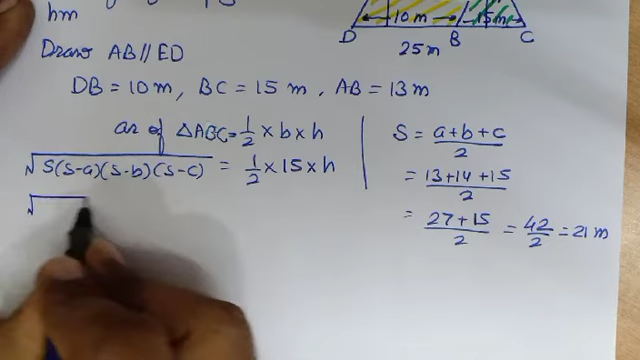 hm
10 m
15 m
D
B
C
25 m
Draw AB // ED
DB = 10 m, BC = 15 m, AB = 13 m
ar of △ABC = 1/2 × b × h
√S(S-a)(S-b)(S-c) = 1/2 × 15 × h
S = a+b+c/2
= 13+14+15/2
= 27+15/2 = 42/2 = 21 m